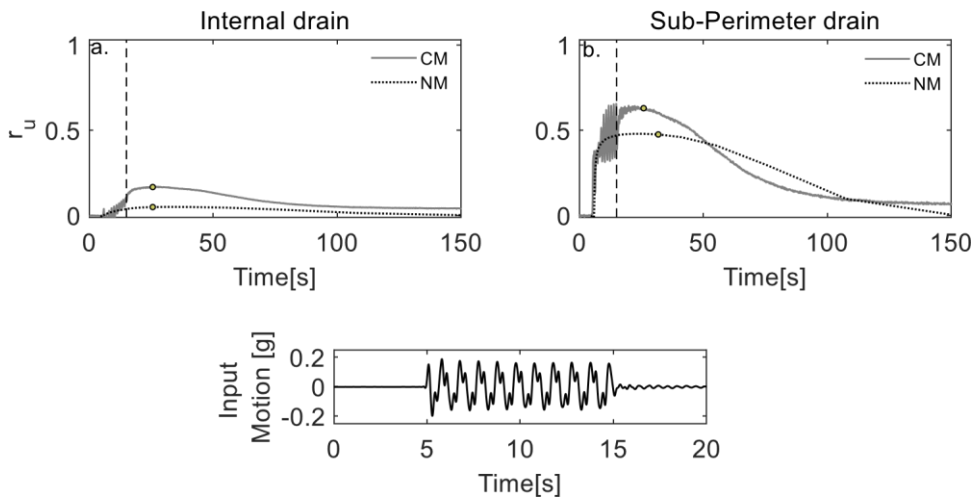 Internal drain
Sub-Perimeter drain
1
a.
CM
NM
0.5
r_u
0
0
50
100
150
Time[s]
1
b.
CM
NM
0.5
0
0
50
100
150
Time[s]
Input
Motion [g]
0.2
0
-0.2
0
5
10
15
20
Time[s]